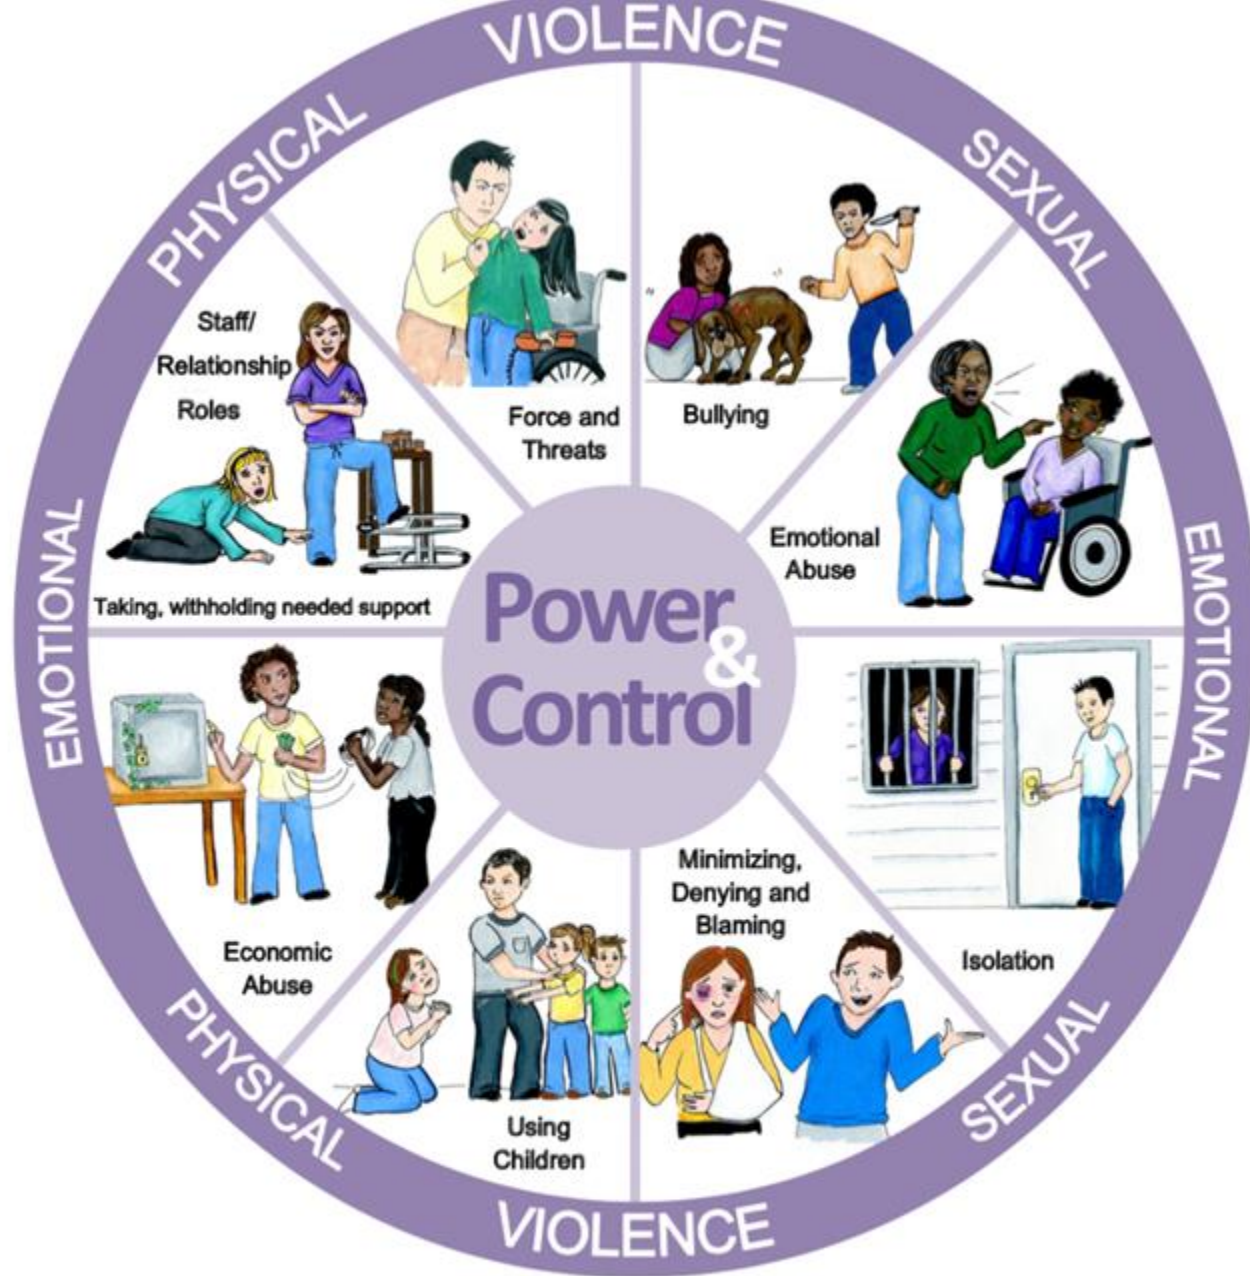 VIOLENCE
SEXUAL
EMOTIONAL
SEXUAL
VIOLENCE
PHYSICAL
EMOTIONAL
PHYSICAL
Force and
Threats
Bullying
Emotional
Abuse
Isolation
Minimizing,
Denying and
Blaming
Using
Children
Economic
Abuse
Staff/
Relationship
Roles
Taking, withholding needed support
Power
&
Control